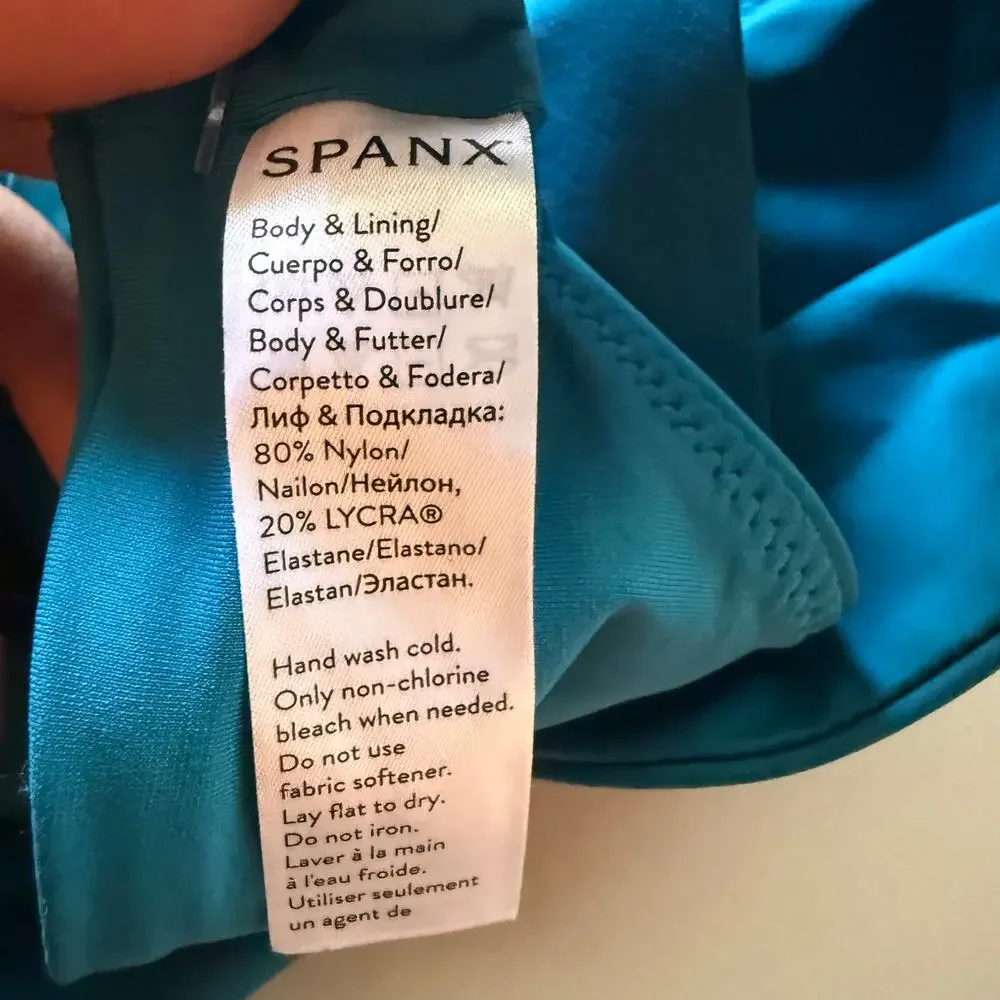 SPANX
Body & Lining/
Cuerpo & Forro/
Corps & Doublure/
Body & Futter/
Corpetto & Fodera/
Лиф & Подкладка:
80% Nylon/
Nailon/Нейлон,
20% LYCRA®
Elastane/Elastano/
Elastan/Эластан.
Hand wash cold.
Only non-chlorine
bleach when needed.
Do not use
fabric softener.
Lay flat to dry.
Do not iron.
Laver à la main
à l'eau froide.
Utiliser seulement
un agent de